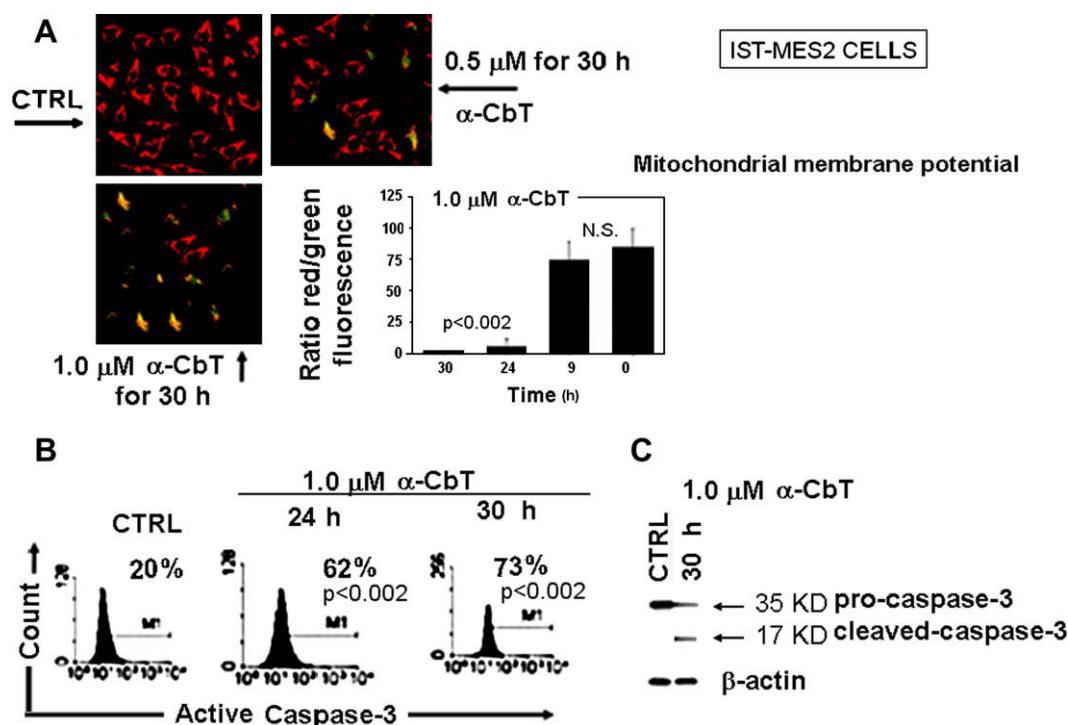 A
IST-MES2 CELLS
CTRL
0.5 μM for 30 h
α-CbT
Mitochondrial membrane potential
1.0 μM α-CbT
for 30 h
Ratio red/green
fluorescence
1.0 μM α-CbT
125
100
75
50
25
0
N.S.
p<0.002
30 24 9 0
Time (h)
B
1.0 μM α-CbT
CTRL
24 h
30 h
20%
62%
p<0.002
73%
p<0.002
Count
0
M1
0
M1
0
M1
Active Caspase-3
C
1.0 μM α-CbT
CTRL
30 h
35 KD pro-caspase-3
17 KD cleaved-caspase-3
β-actin